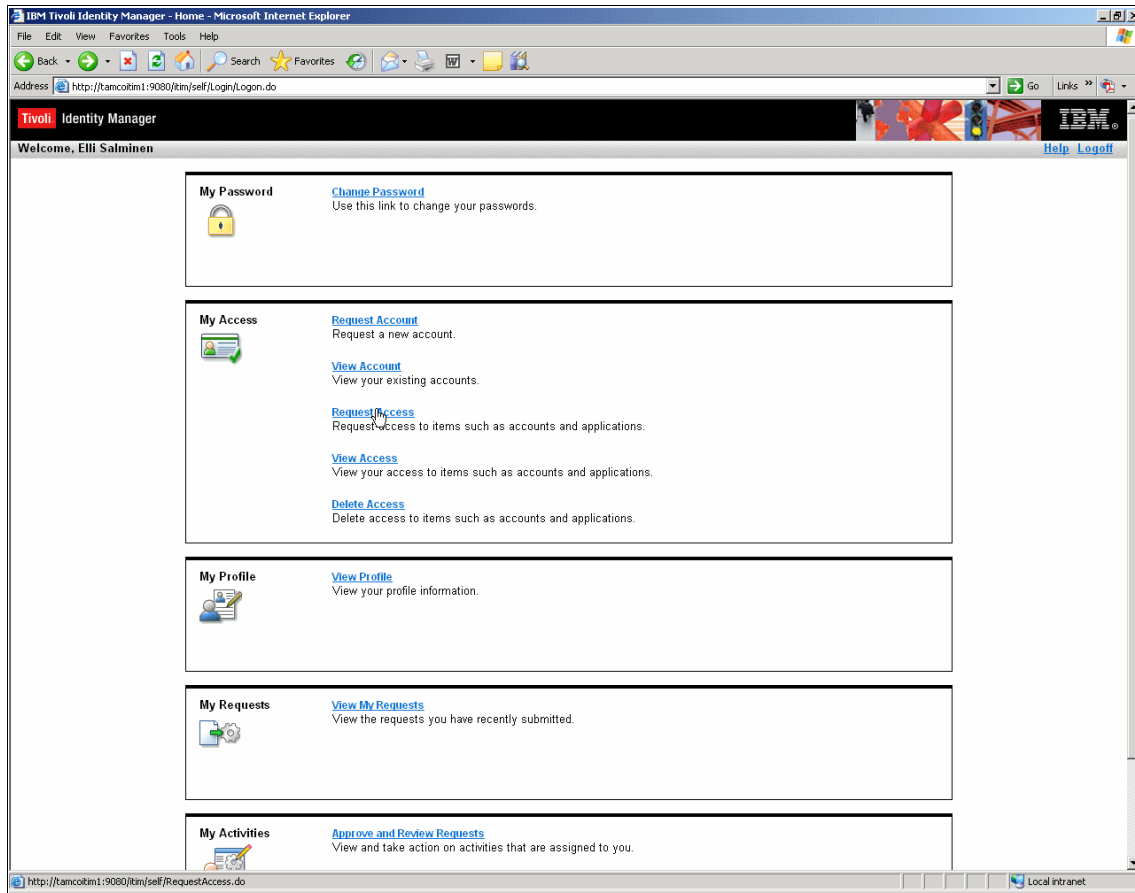 IBM Tivoli Identity Manager - Home - Microsoft Internet Explorer
File Edit View Favorites Tools Help
Back Search Favorites
Address http://tamcoitim1:9080/itim/self/Login/Logon.do Go Links »
Tivoli. Identity Manager IBM®
Welcome, Elli Salminen Help Logoff
My Password Change Password
Use this link to change your passwords.
My Access Request Account
Request a new account.
View Account
View your existing accounts.
Request Access
Request access to items such as accounts and applications.
View Access
View your access to items such as accounts and applications.
Delete Access
Delete access to items such as accounts and applications.
My Profile View Profile
View your profile information.
My Requests View My Requests
View the requests you have recently submitted.
My Activities Approve and Review Requests
View and take action on activities that are assigned to you.
http://tamcoitim1:9080/itim/self/RequestAccess.do Local intranet